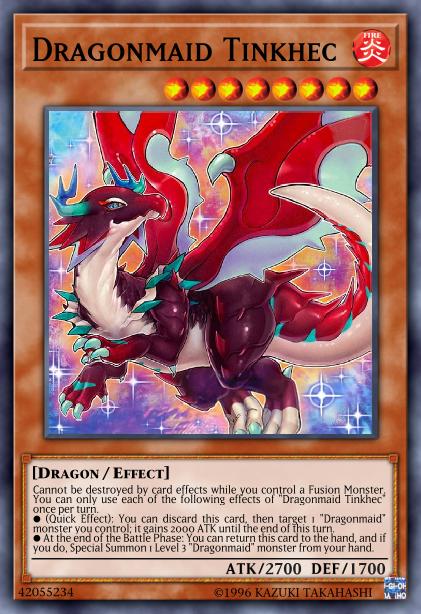 DRAGONMAID TINKHEC
FIRE
炎
[DRAGON / EFFECT]
Cannot be destroyed by card effects while you control a Fusion Monster.
You can only use each of the following effects of "Dragonmaid Tinkhec"
once per turn.
● (Quick Effect): You can discard this card, then target 1 "Dragonmaid"
monster you control; it gains 2000 ATK until the end of this turn.
● At the end of the Battle Phase: You can return this card to the hand, and if
you do, Special Summon 1 Level 3 "Dragonmaid" monster from your hand.
ATK/2700 DEF/1700
42055234
©1996 KAZUKI TAKAHASHI